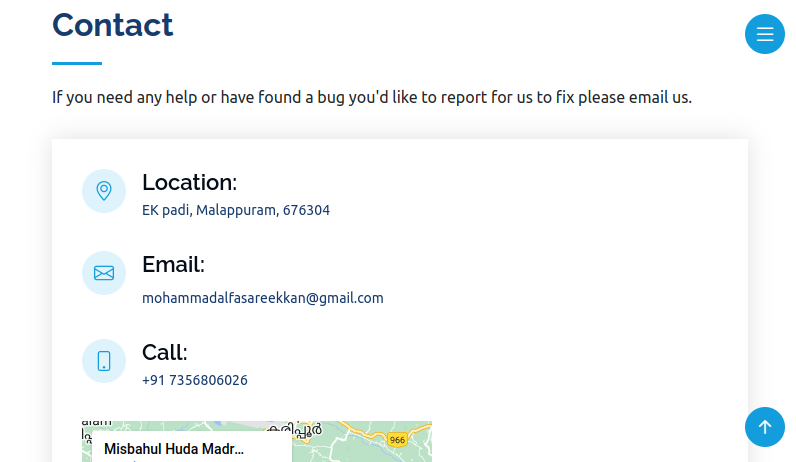 Contact
If you need any help or have found a bug you'd like to report for us to fix please email us.
Location:
EK padi, Malappuram, 676304
Email:
mohammadalfasareekkan@gmail.com
Call:
+91 7356806026
കരിപ്പൂർ
966
Misbahul Huda Madr...